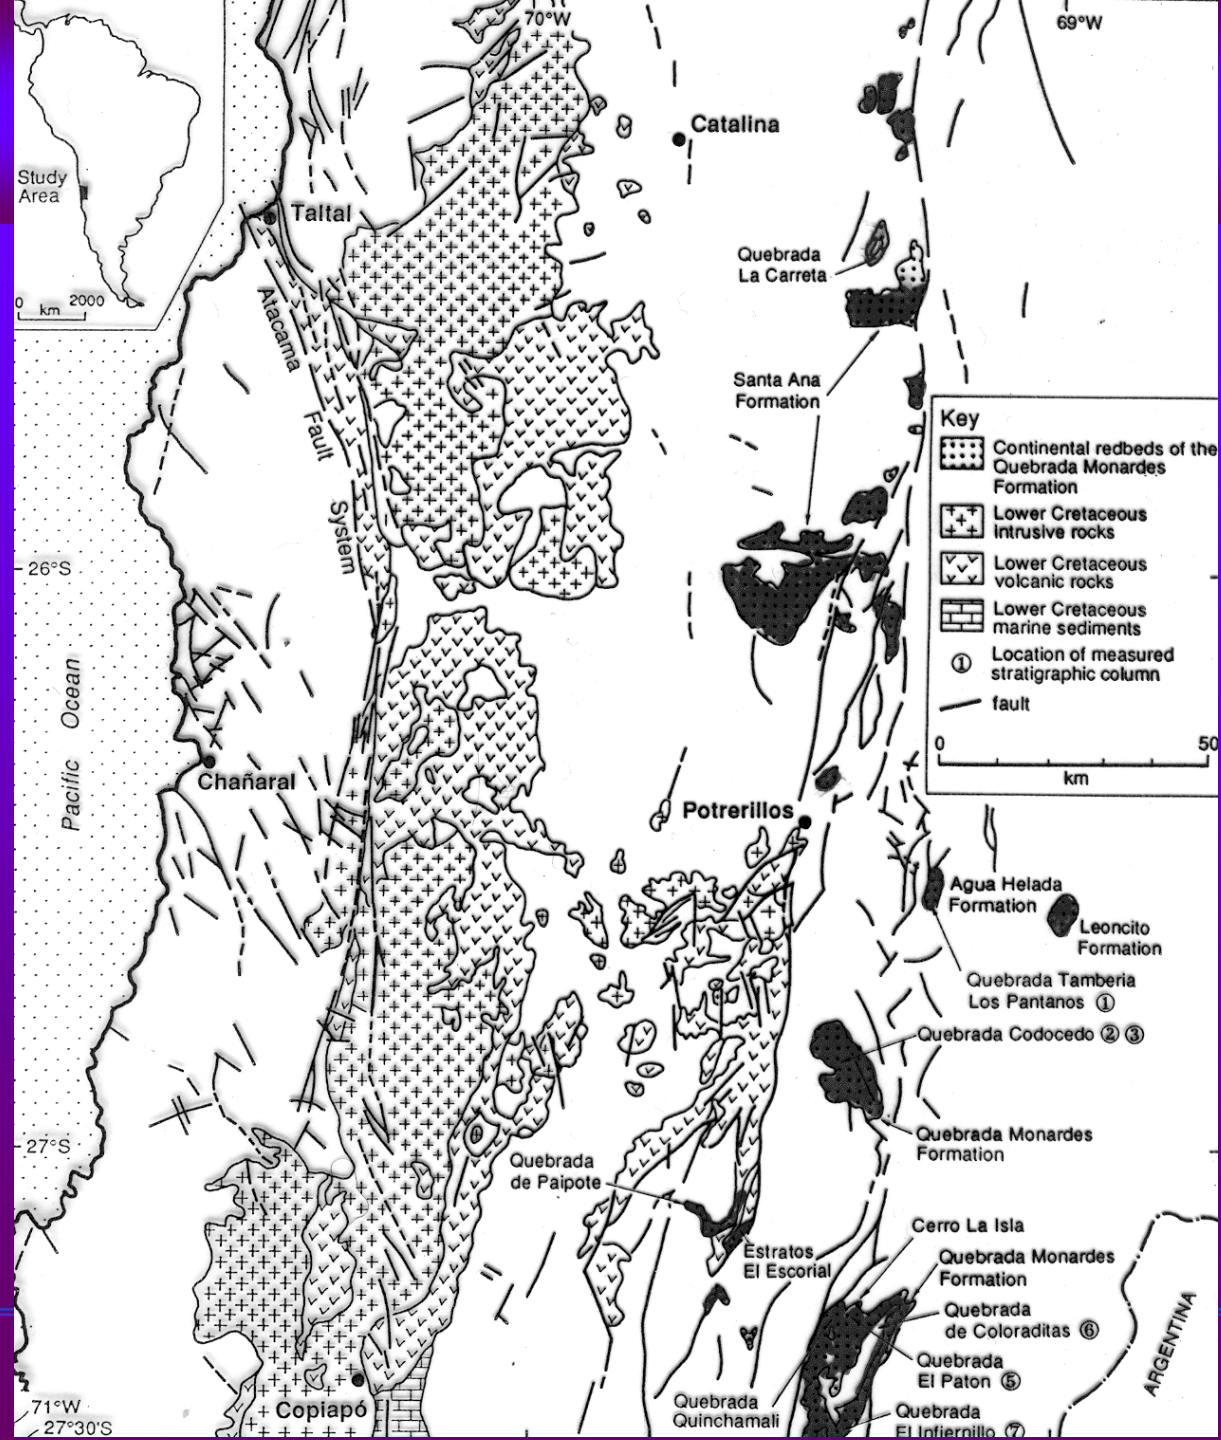 70°W
69°W
Catalina
Study
Area
Taltal
0 2000
km
Quebrada
La Carreta
Atacama
Fault
System
Santa Ana
Formation
Key
Continental redbeds of the
Quebrada Monardes
Formation
Lower Cretaceous
intrusive rocks
Lower Cretaceous
volcanic rocks
Lower Cretaceous
marine sediments
① Location of measured
stratigraphic column
fault
0 50
km
26°S
Pacific Ocean
Chañaral
Potrerillos
Agua Helada
Formation
Leoncito
Formation
Quebrada Tamberia
Los Pantanos ①
Quebrada Codocedo ② ③
27°S
Quebrada Monardes
Formation
Quebrada
de Paipote
Cerro La Isla
Estratos
El Escorial
Quebrada Monardes
Formation
Quebrada
de Coloraditas ⑥
Quebrada
El Paton ⑤
ARGENTINA
Quebrada
Quinchamali
Quebrada
El Infiernillo ⑦
Copiapó
71°W
27°30'S